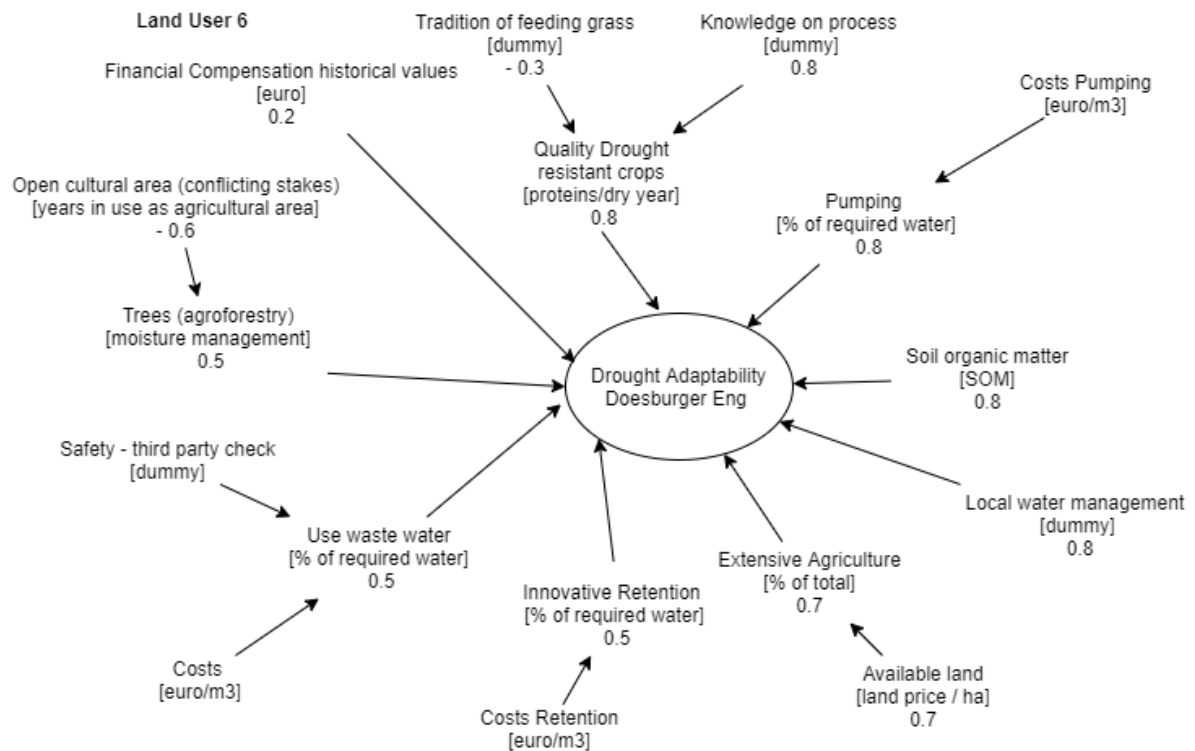 Land User 6
Tradition of feeding grass
[dummy]
- 0.3
Knowledge on process
[dummy]
0.8
Financial Compensation historical values
[euro]
0.2
Costs Pumping
[euro/m3]
Quality Drought
resistant crops
[proteins/dry year]
0.8
Open cultural area (conflicting stakes)
[years in use as agricultural area]
- 0.6
Pumping
[% of required water]
0.8
Trees (agroforestry)
[moisture management]
0.5
Drought Adaptability
Doesburger Eng
Soil organic matter
[SOM]
0.8
Safety - third party check
[dummy]
Local water management
[dummy]
0.8
Use waste water
[% of required water]
0.5
Extensive Agriculture
[% of total]
0.7
Innovative Retention
[% of required water]
0.5
Costs
[euro/m3]
Available land
[land price / ha]
0.7
Costs Retention
[euro/m3]